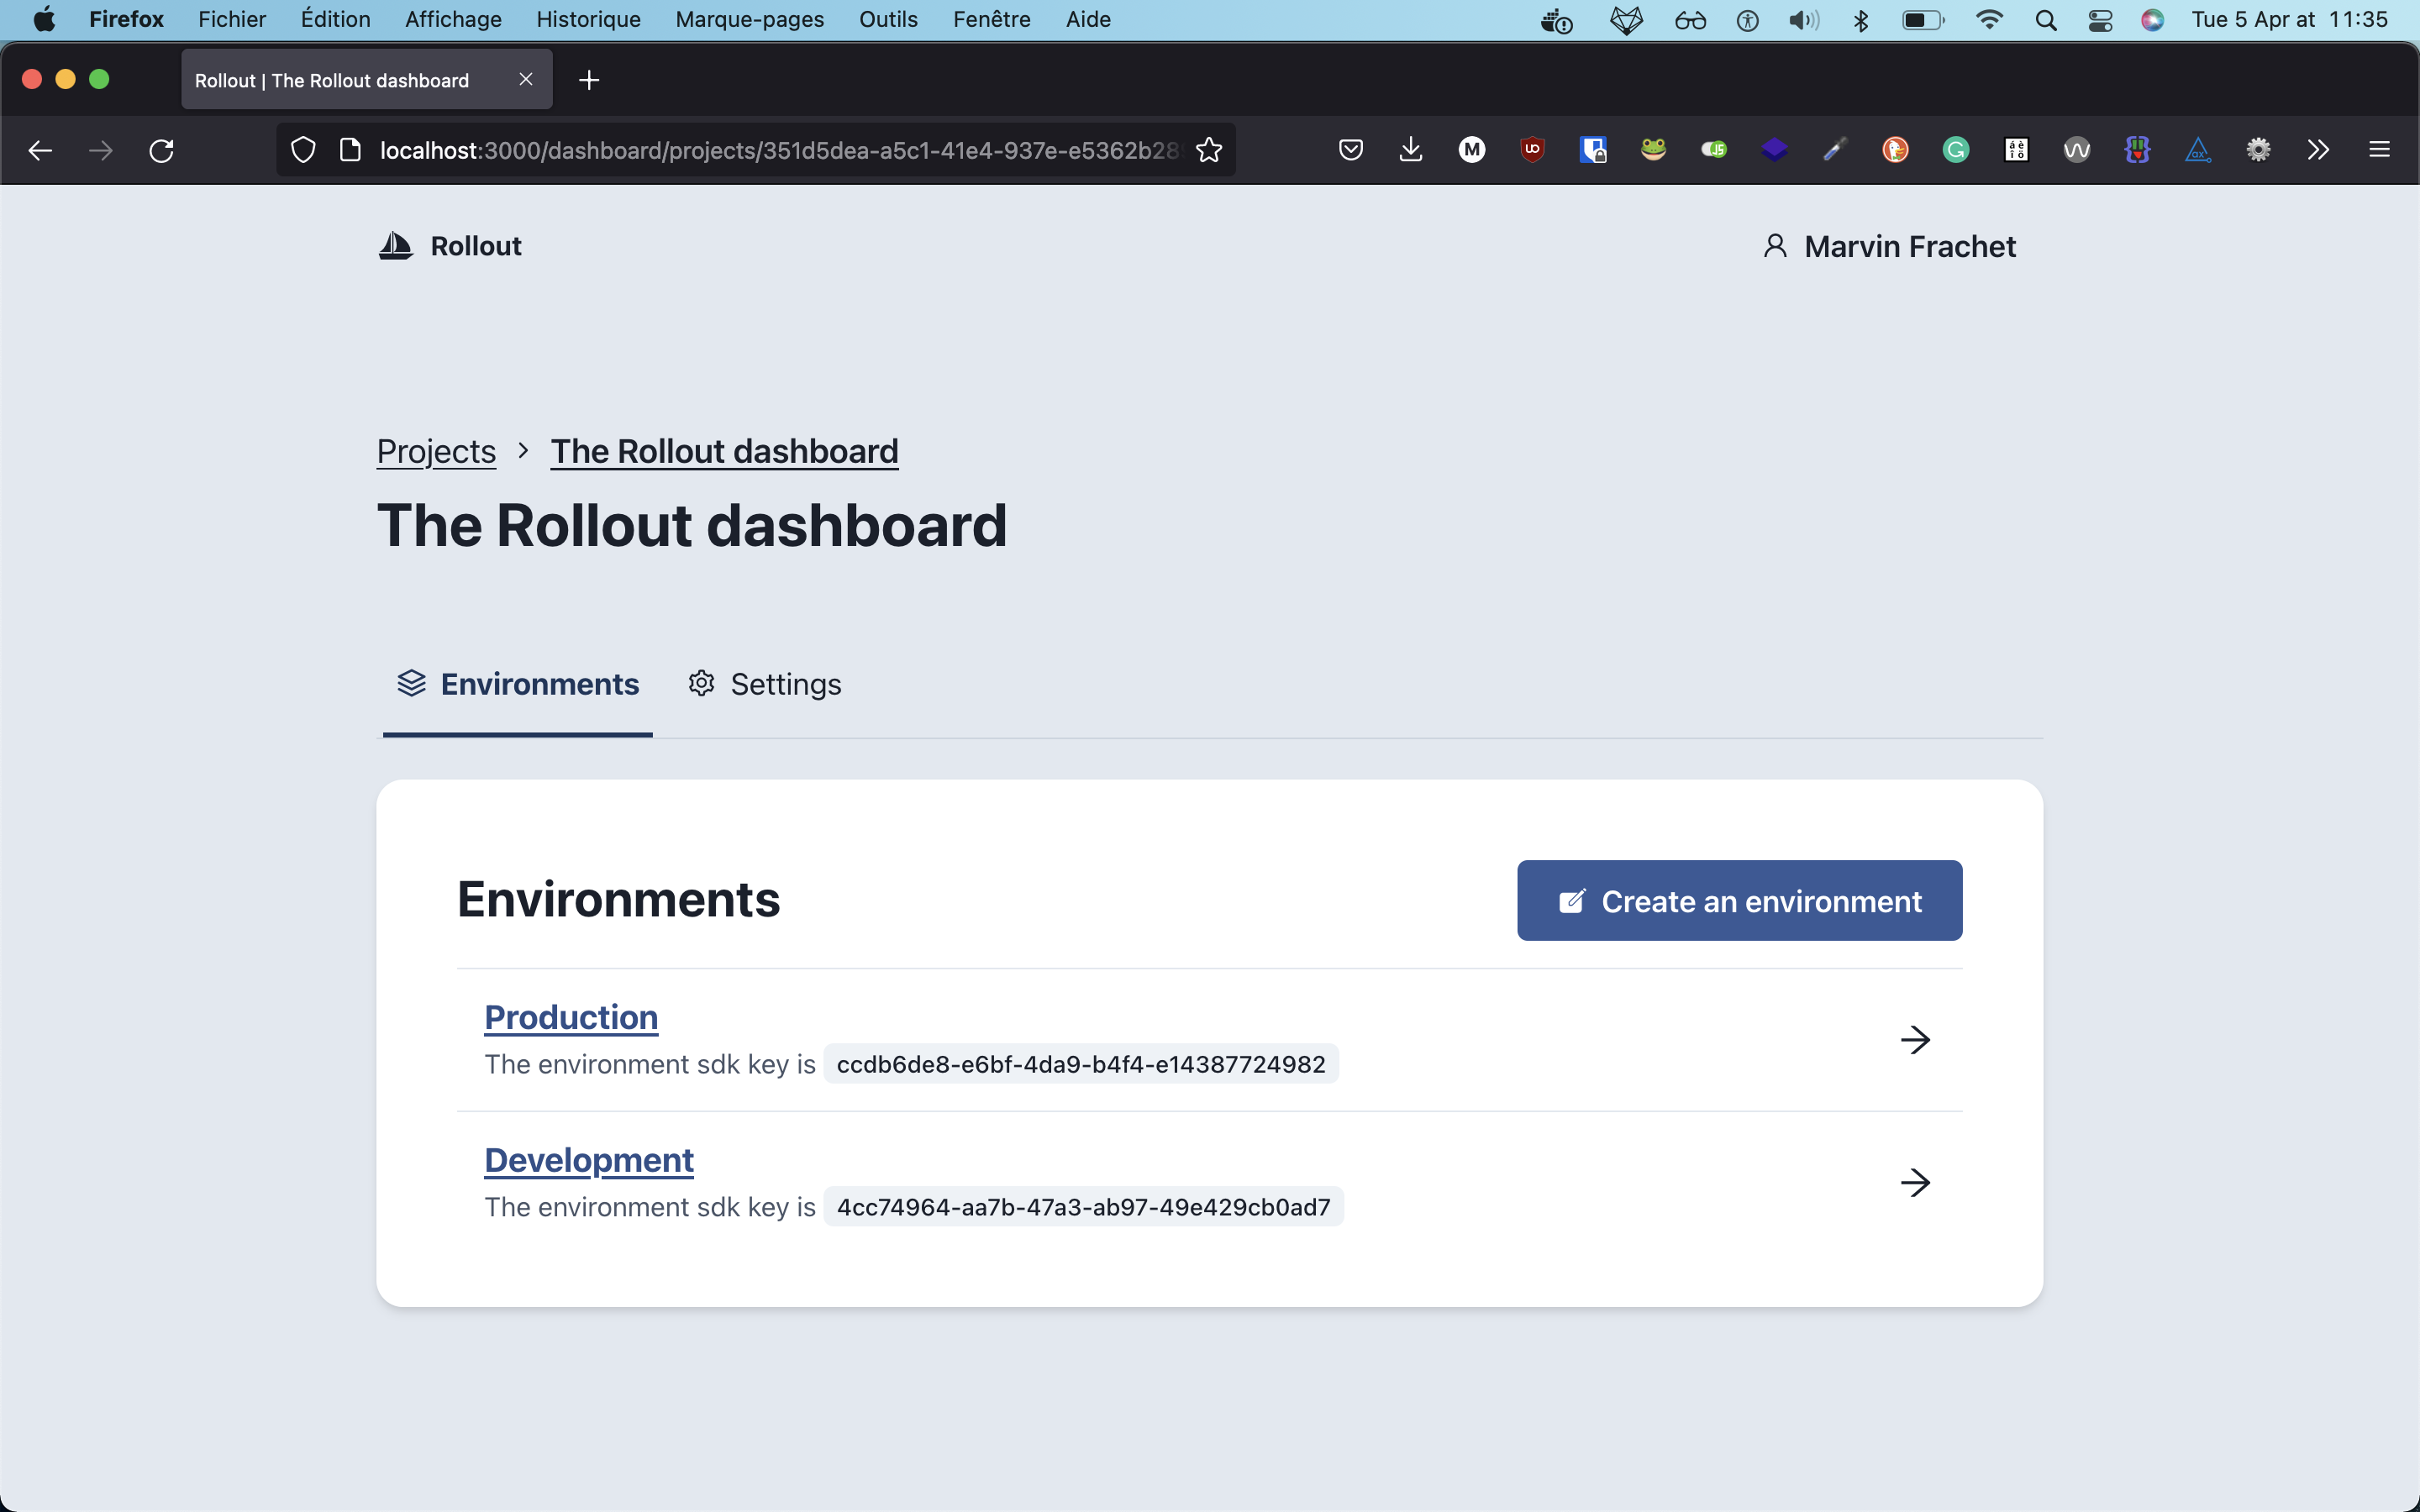 Firefox Fichier Édition Affichage Historique Marque-pages Outils Fenêtre Aide Tue 5 Apr at 11:35
Rollout | The Rollout dashboard
localhost:3000/dashboard/projects/351d5dea-a5c1-41e4-937e-e5362b28
Rollout
Marvin Frachet
Projects > The Rollout dashboard
The Rollout dashboard
Environments Settings
Environments
Create an environment
Production
The environment sdk key is ccdb6de8-e6bf-4da9-b4f4-e14387724982
Development
The environment sdk key is 4cc74964-aa7b-47a3-ab97-49e429cb0ad7